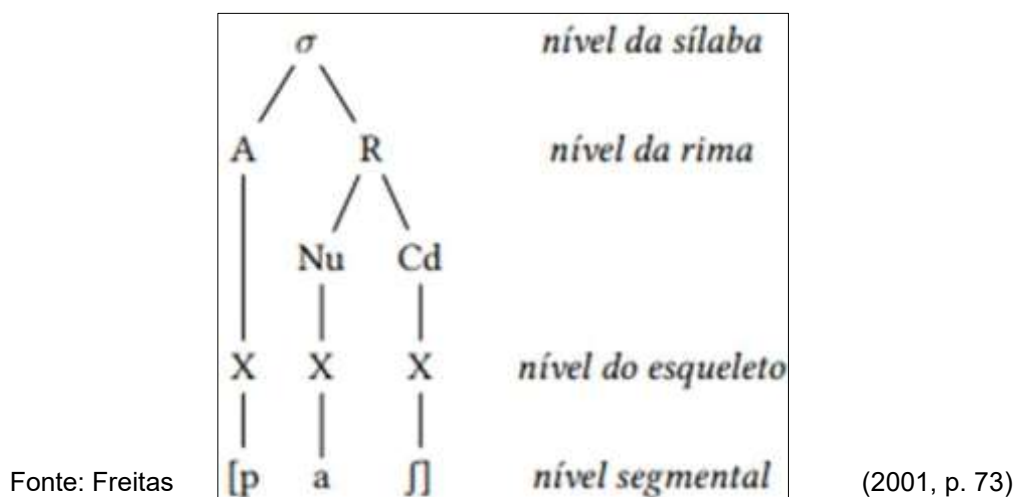 σ nível da sílaba
A R nível da rima
Nu Cd
X X X nível do esqueleto
Fonte: Freitas [p a ʃ] nível segmental (2001, p. 73)